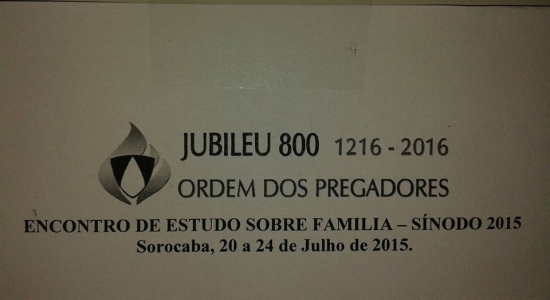 JUBILEU 800 1216 - 2016
ORDEM DOS PREGADORES
ENCONTRO DE ESTUDO SOBRE FAMILIA – SÍNODO 2015
Sorocaba, 20 a 24 de Julho de 2015.